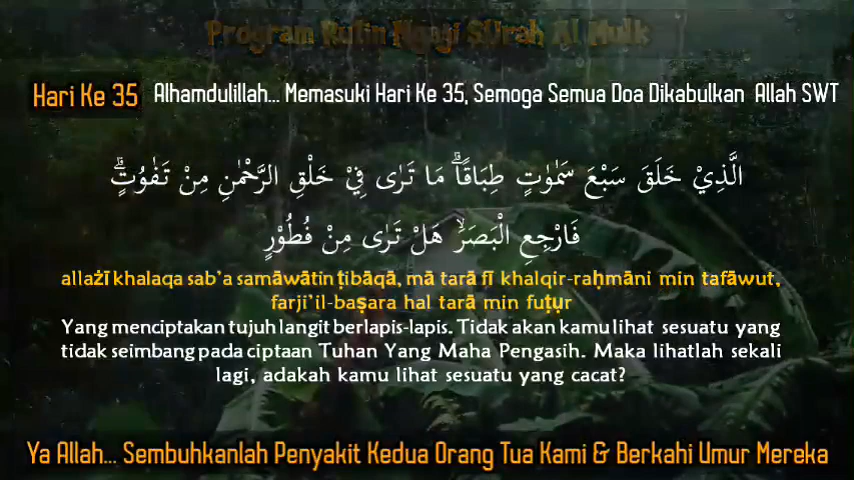 Program Rutin Ngaji SUrah Al Mulk
Hari Ke 35
Alhamdulillah... Memasuki Hari Ke 35, Semoga Semua Doa Dikabulkan Allah SWT
الَّذِيْ خَلَقَ سَبْعَ سَمٰوٰتٍ طِبَاقًاۗ مَا تَرٰى فِيْ خَلْقِ الرَّحْمٰنِ مِنْ تَفٰوُتٍۗ
فَارْجِعِ الْبَصَرَۙ هَلْ تَرٰى مِنْ فُطُوْرٍ
allażī khalaqa sab'a samāwātin ṭibāqā, mā tarā fī khalqir-raḥmāni min tafāwut,
farji'il-baṣara hal tarā min fuṭụr
Yang menciptakan tujuh langit berlapis-lapis. Tidak akan kamu lihat sesuatu yang
tidak seimbang pada ciptaan Tuhan Yang Maha Pengasih. Maka lihatlah sekali
lagi, adakah kamu lihat sesuatu yang cacat?
Ya Allah... Sembuhkanlah Penyakit Kedua Orang Tua Kami & Berkahi Umur Mereka